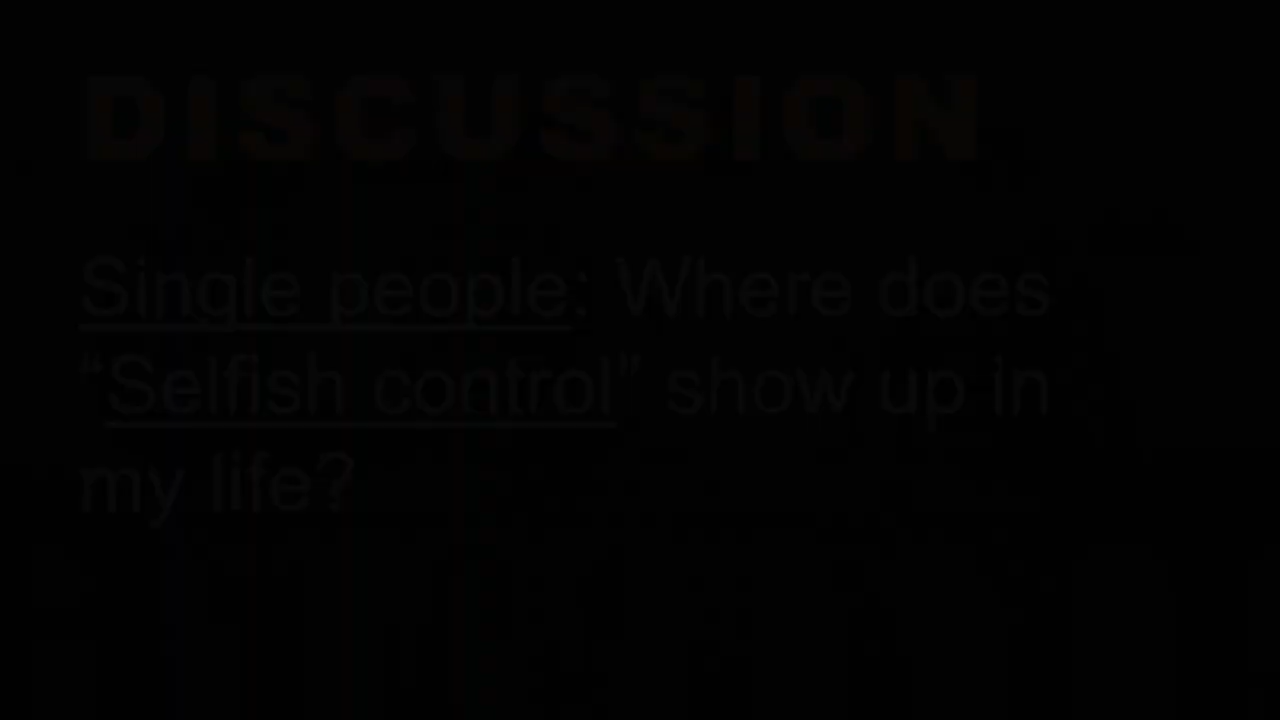 DISCUSSION
Single people: Where does
“Selfish control” show up in
my life?